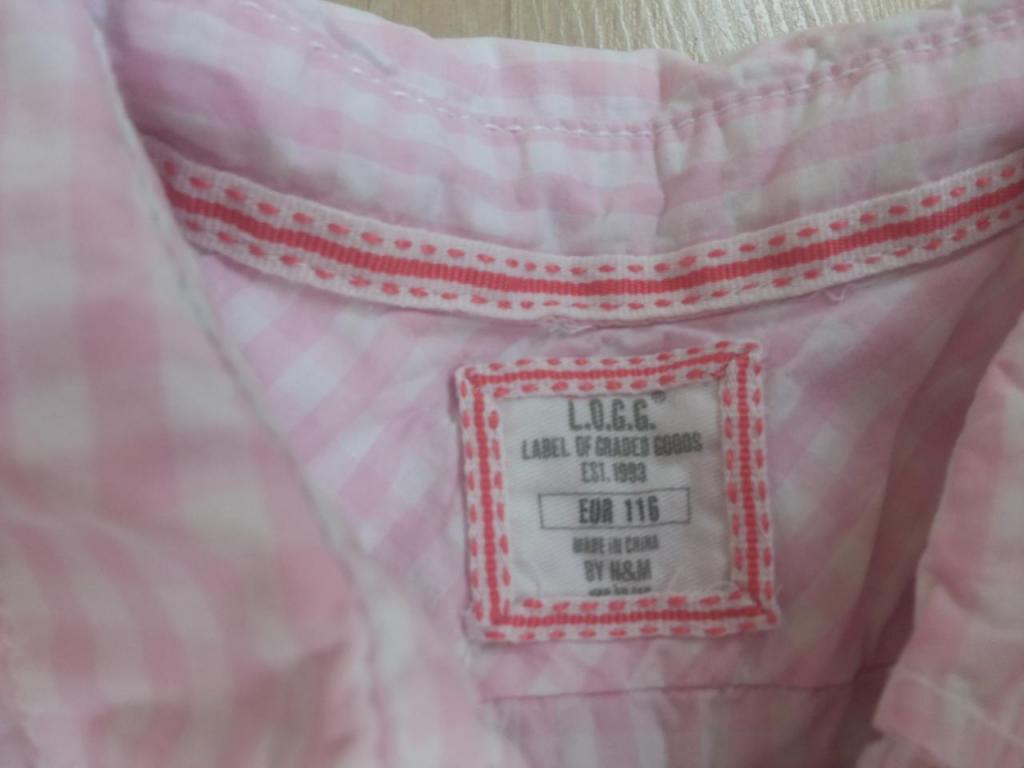 L.O.G.G.®
LABEL OF GRADED GOODS
EST. 1993
EUR 116
MADE IN CHINA
BY H&M